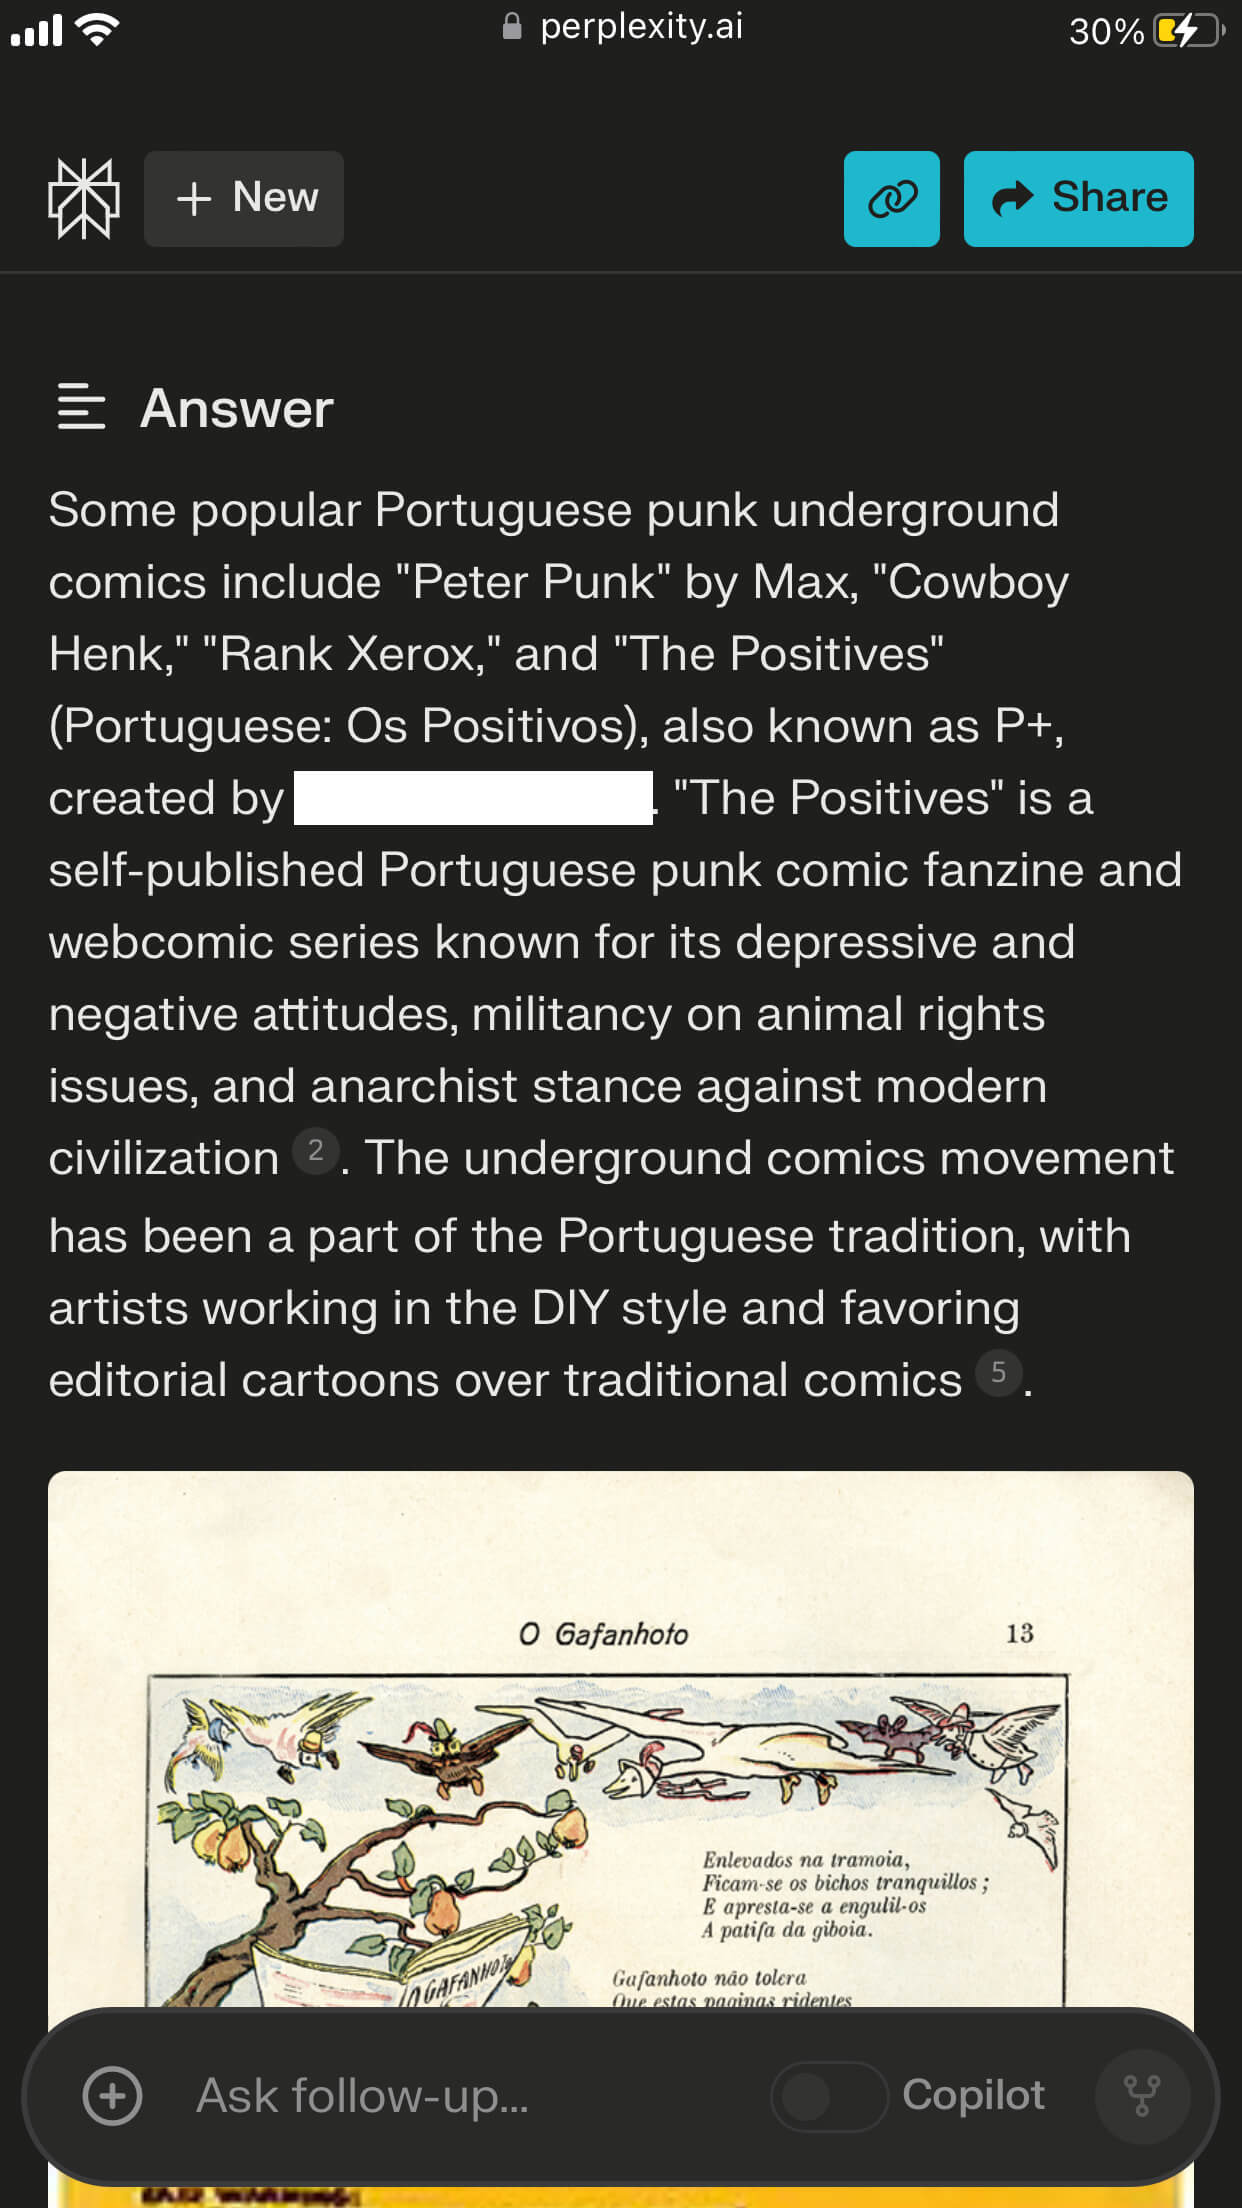 perplexity.ai
30%
+ New
Share
Answer
Some popular Portuguese punk underground
comics include "Peter Punk" by Max, "Cowboy
Henk," "Rank Xerox," and "The Positives"
(Portuguese: Os Positivos), also known as P+,
created by . "The Positives" is a
self-published Portuguese punk comic fanzine and
webcomic series known for its depressive and
negative attitudes, militancy on animal rights
issues, and anarchist stance against modern
civilization 2. The underground comics movement
has been a part of the Portuguese tradition, with
artists working in the DIY style and favoring
editorial cartoons over traditional comics 5.
O Gafanhoto 13
Enlevados na tramoia,
Ficam-se os bichos tranquillos;
E apresta-se a engulil-os
A patifa da giboia.
O GAFANHOTO
Gafanhoto não tolera
Que estas paginas ridentes
Ask follow-up...
Copilot